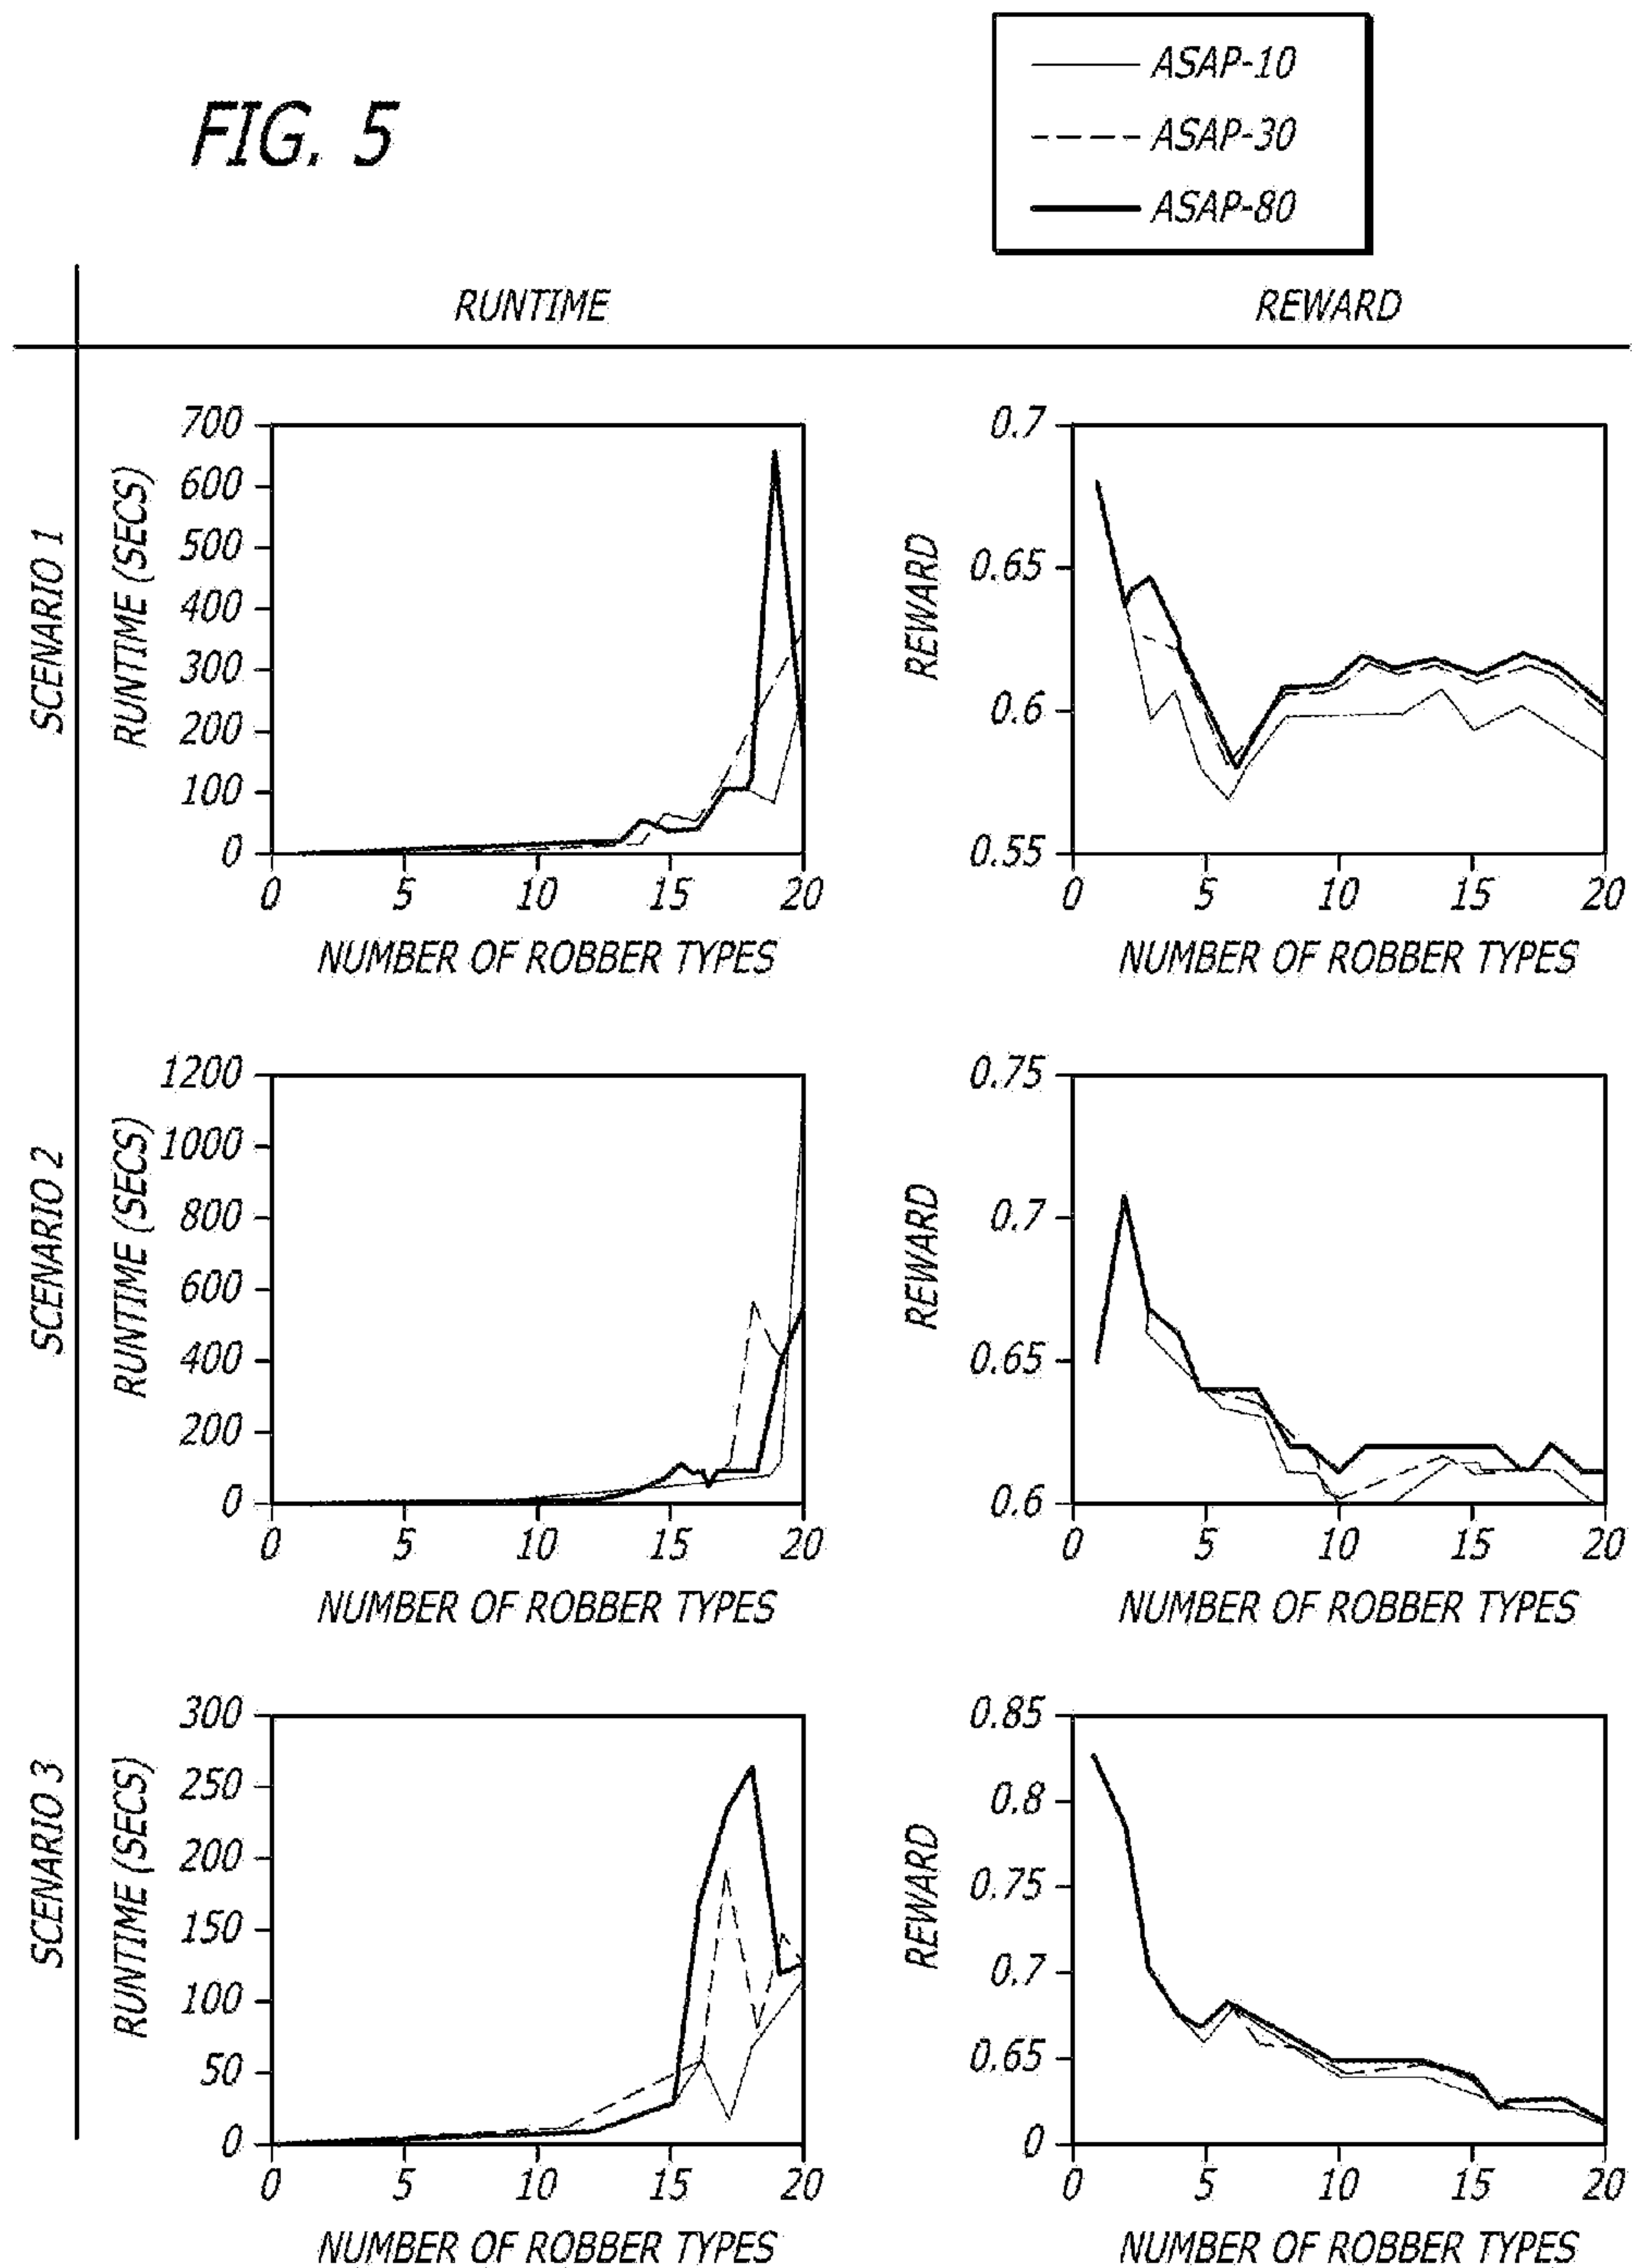 FIG. 5
ASAP-10
ASAP-30
ASAP-80
RUNTIME
REWARD
SCENARIO 1
RUNTIME (SECS)
700
600
500
400
300
200
100
0
0 5 10 15 20
NUMBER OF ROBBER TYPES
REWARD
0.7
0.65
0.6
0.55
0 5 10 15 20
NUMBER OF ROBBER TYPES
SCENARIO 2
RUNTIME (SECS)
1200
1000
800
600
400
200
0
0 5 10 15 20
NUMBER OF ROBBER TYPES
REWARD
0.75
0.7
0.65
0.6
0 5 10 15 20
NUMBER OF ROBBER TYPES
SCENARIO 3
RUNTIME (SECS)
300
250
200
150
100
50
0
0 5 10 15 20
NUMBER OF ROBBER TYPES
REWARD
0.85
0.8
0.75
0.7
0.65
0
0 5 10 15 20
NUMBER OF ROBBER TYPES